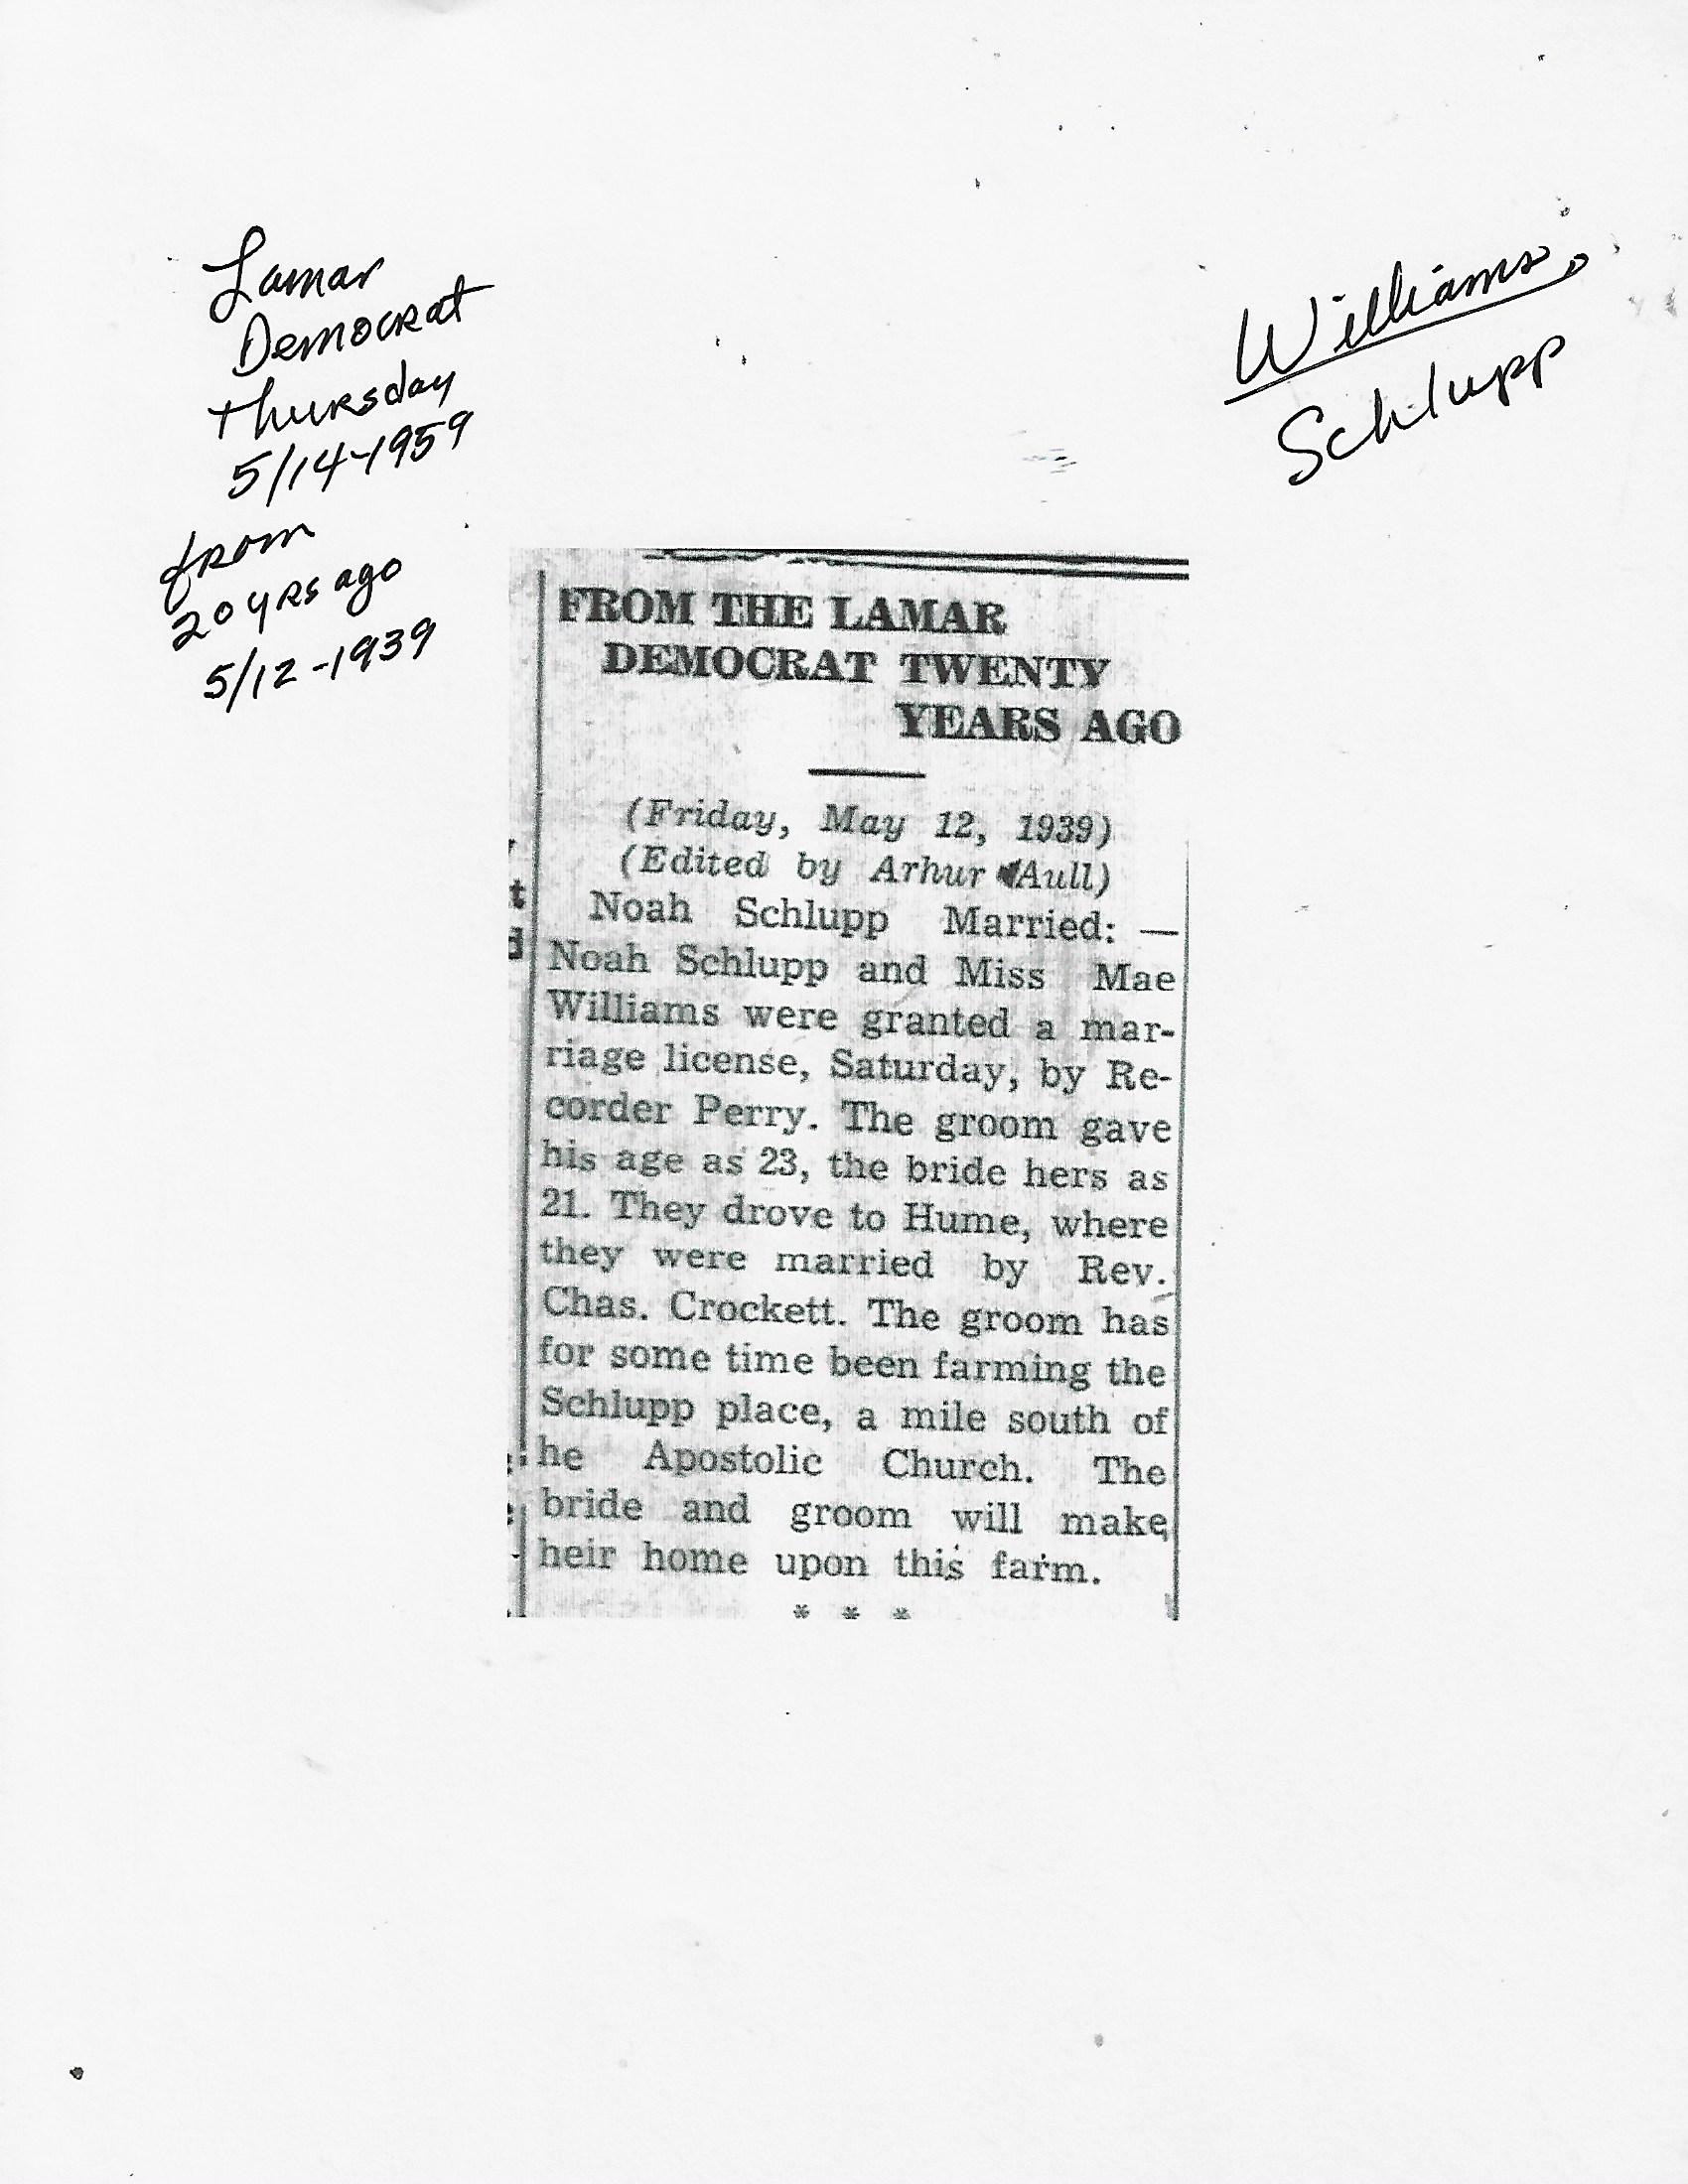 Lamar
Democrat
thursday
5/14-1959
from
20 yrs ago
5/12-1939
Williams,
Schlupp
FROM THE LAMAR
DEMOCRAT TWENTY
YEARS AGO
(Friday, May 12, 1939)
(Edited by Arhur Aull)
Noah Schlupp Married: —
Noah Schlupp and Miss Mae
Williams were granted a mar-
riage license, Saturday, by Re-
corder Perry. The groom gave
his age as 23, the bride hers as
21. They drove to Hume, where
they were married by Rev.
Chas. Crockett. The groom has
for some time been farming the
Schlupp place, a mile south of
he Apostolic Church. The
bride and groom will make
heir home upon this farm.
* * *